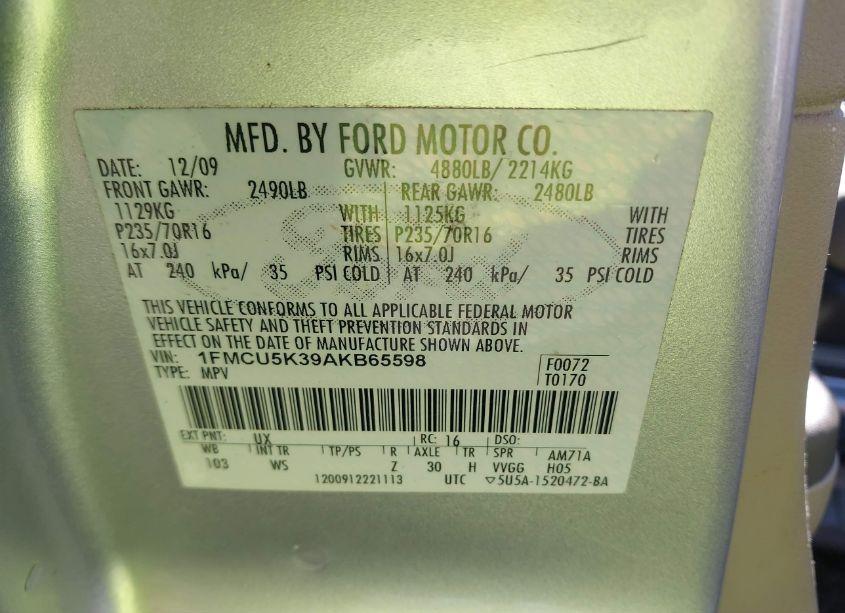 MFD. BY FORD MOTOR CO.
DATE: 12/09 GVWR: 4880LB/ 2214KG
FRONT GAWR: 2490LB REAR GAWR: 2480LB
1129KG WITH 1125KG WITH
P235/70R16 TIRES P235/70R16 TIRES
16x7.0J RIMS 16x7.0J RIMS
AT 240 kPa/ 35 PSI COLD AT 240 kPa/ 35 PSI COLD
THIS VEHICLE CONFORMS TO ALL APPLICABLE FEDERAL MOTOR
VEHICLE SAFETY AND THEFT PREVENTION STANDARDS IN
EFFECT ON THE DATE OF MANUFACTURE SHOWN ABOVE.
VIN: 1FMCU5K39AKB65598 F0072
TYPE: MPV T0170
EXT PNT: UX RC: 16 DSO:
WB INT TR TP/PS R AXLE TR SPR AM71A
103 WS Z 30 H VVGG H05
1200912221113 UTC ▽5U5A-1520472-BA